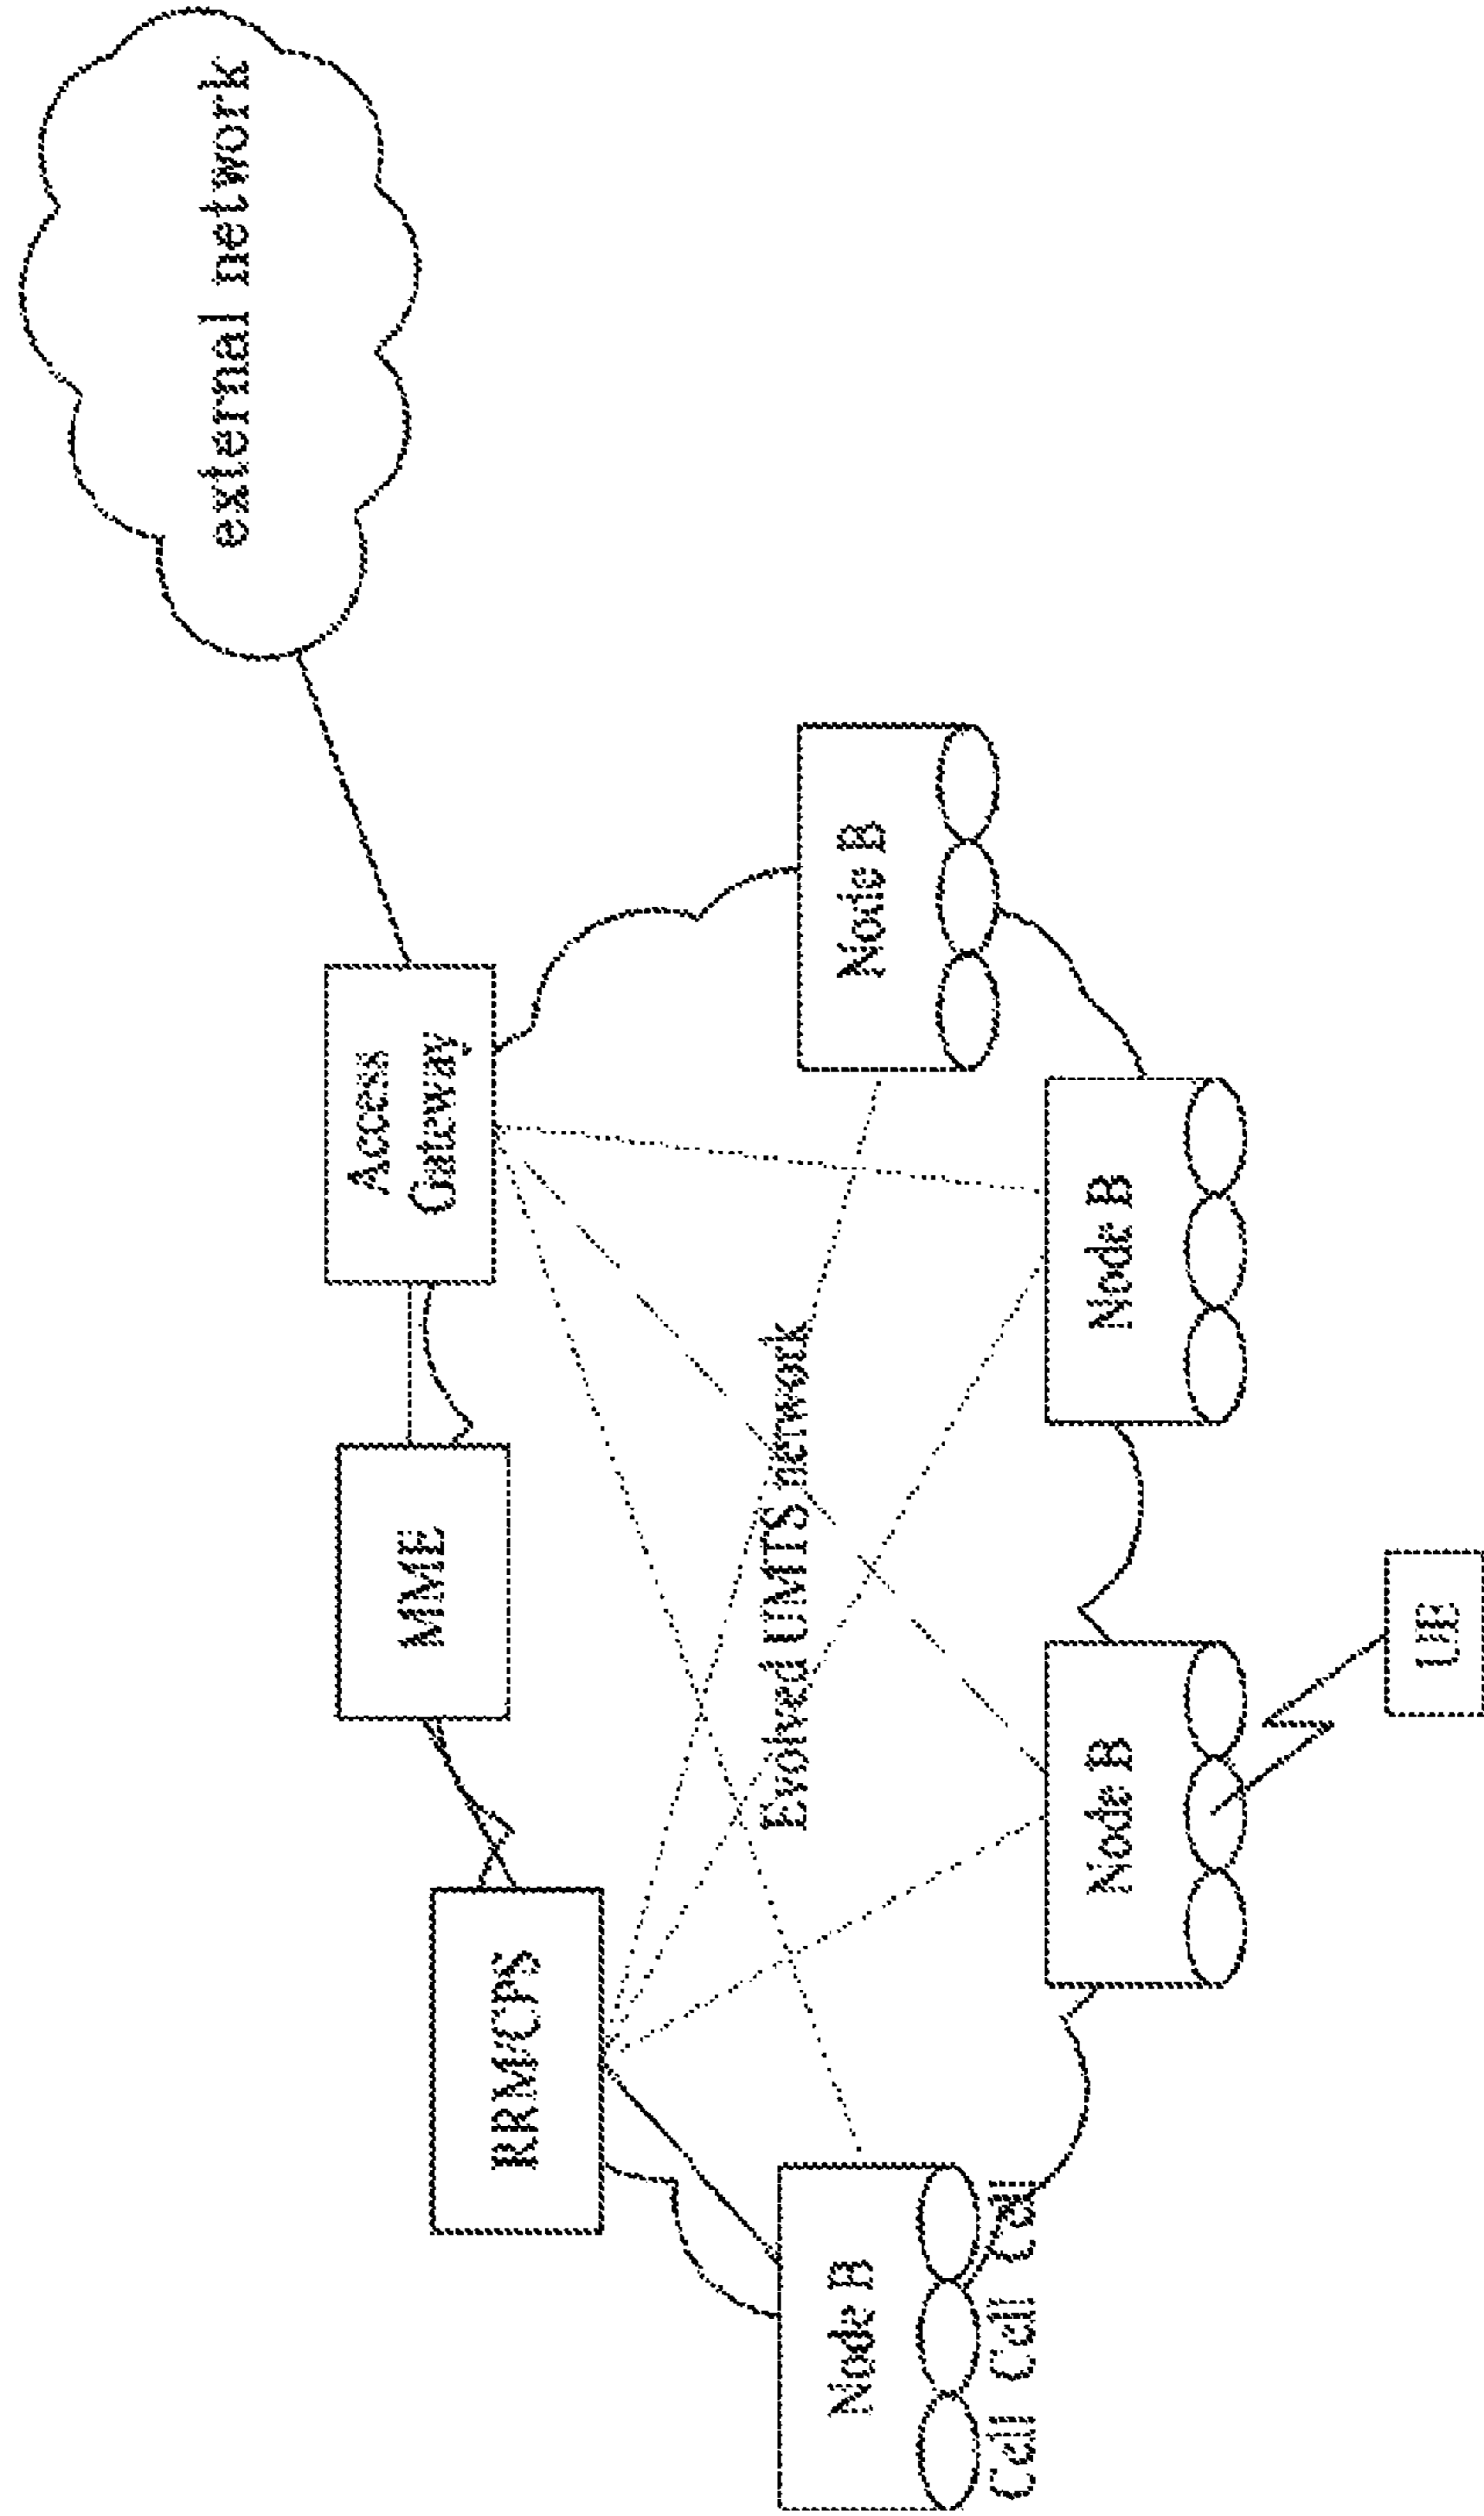 external network
Access
Gateway
MME
RRM/CPS
Evolved UMTS network
Node B
Node B
Node B
Node B
Cell Cell Cell
UE